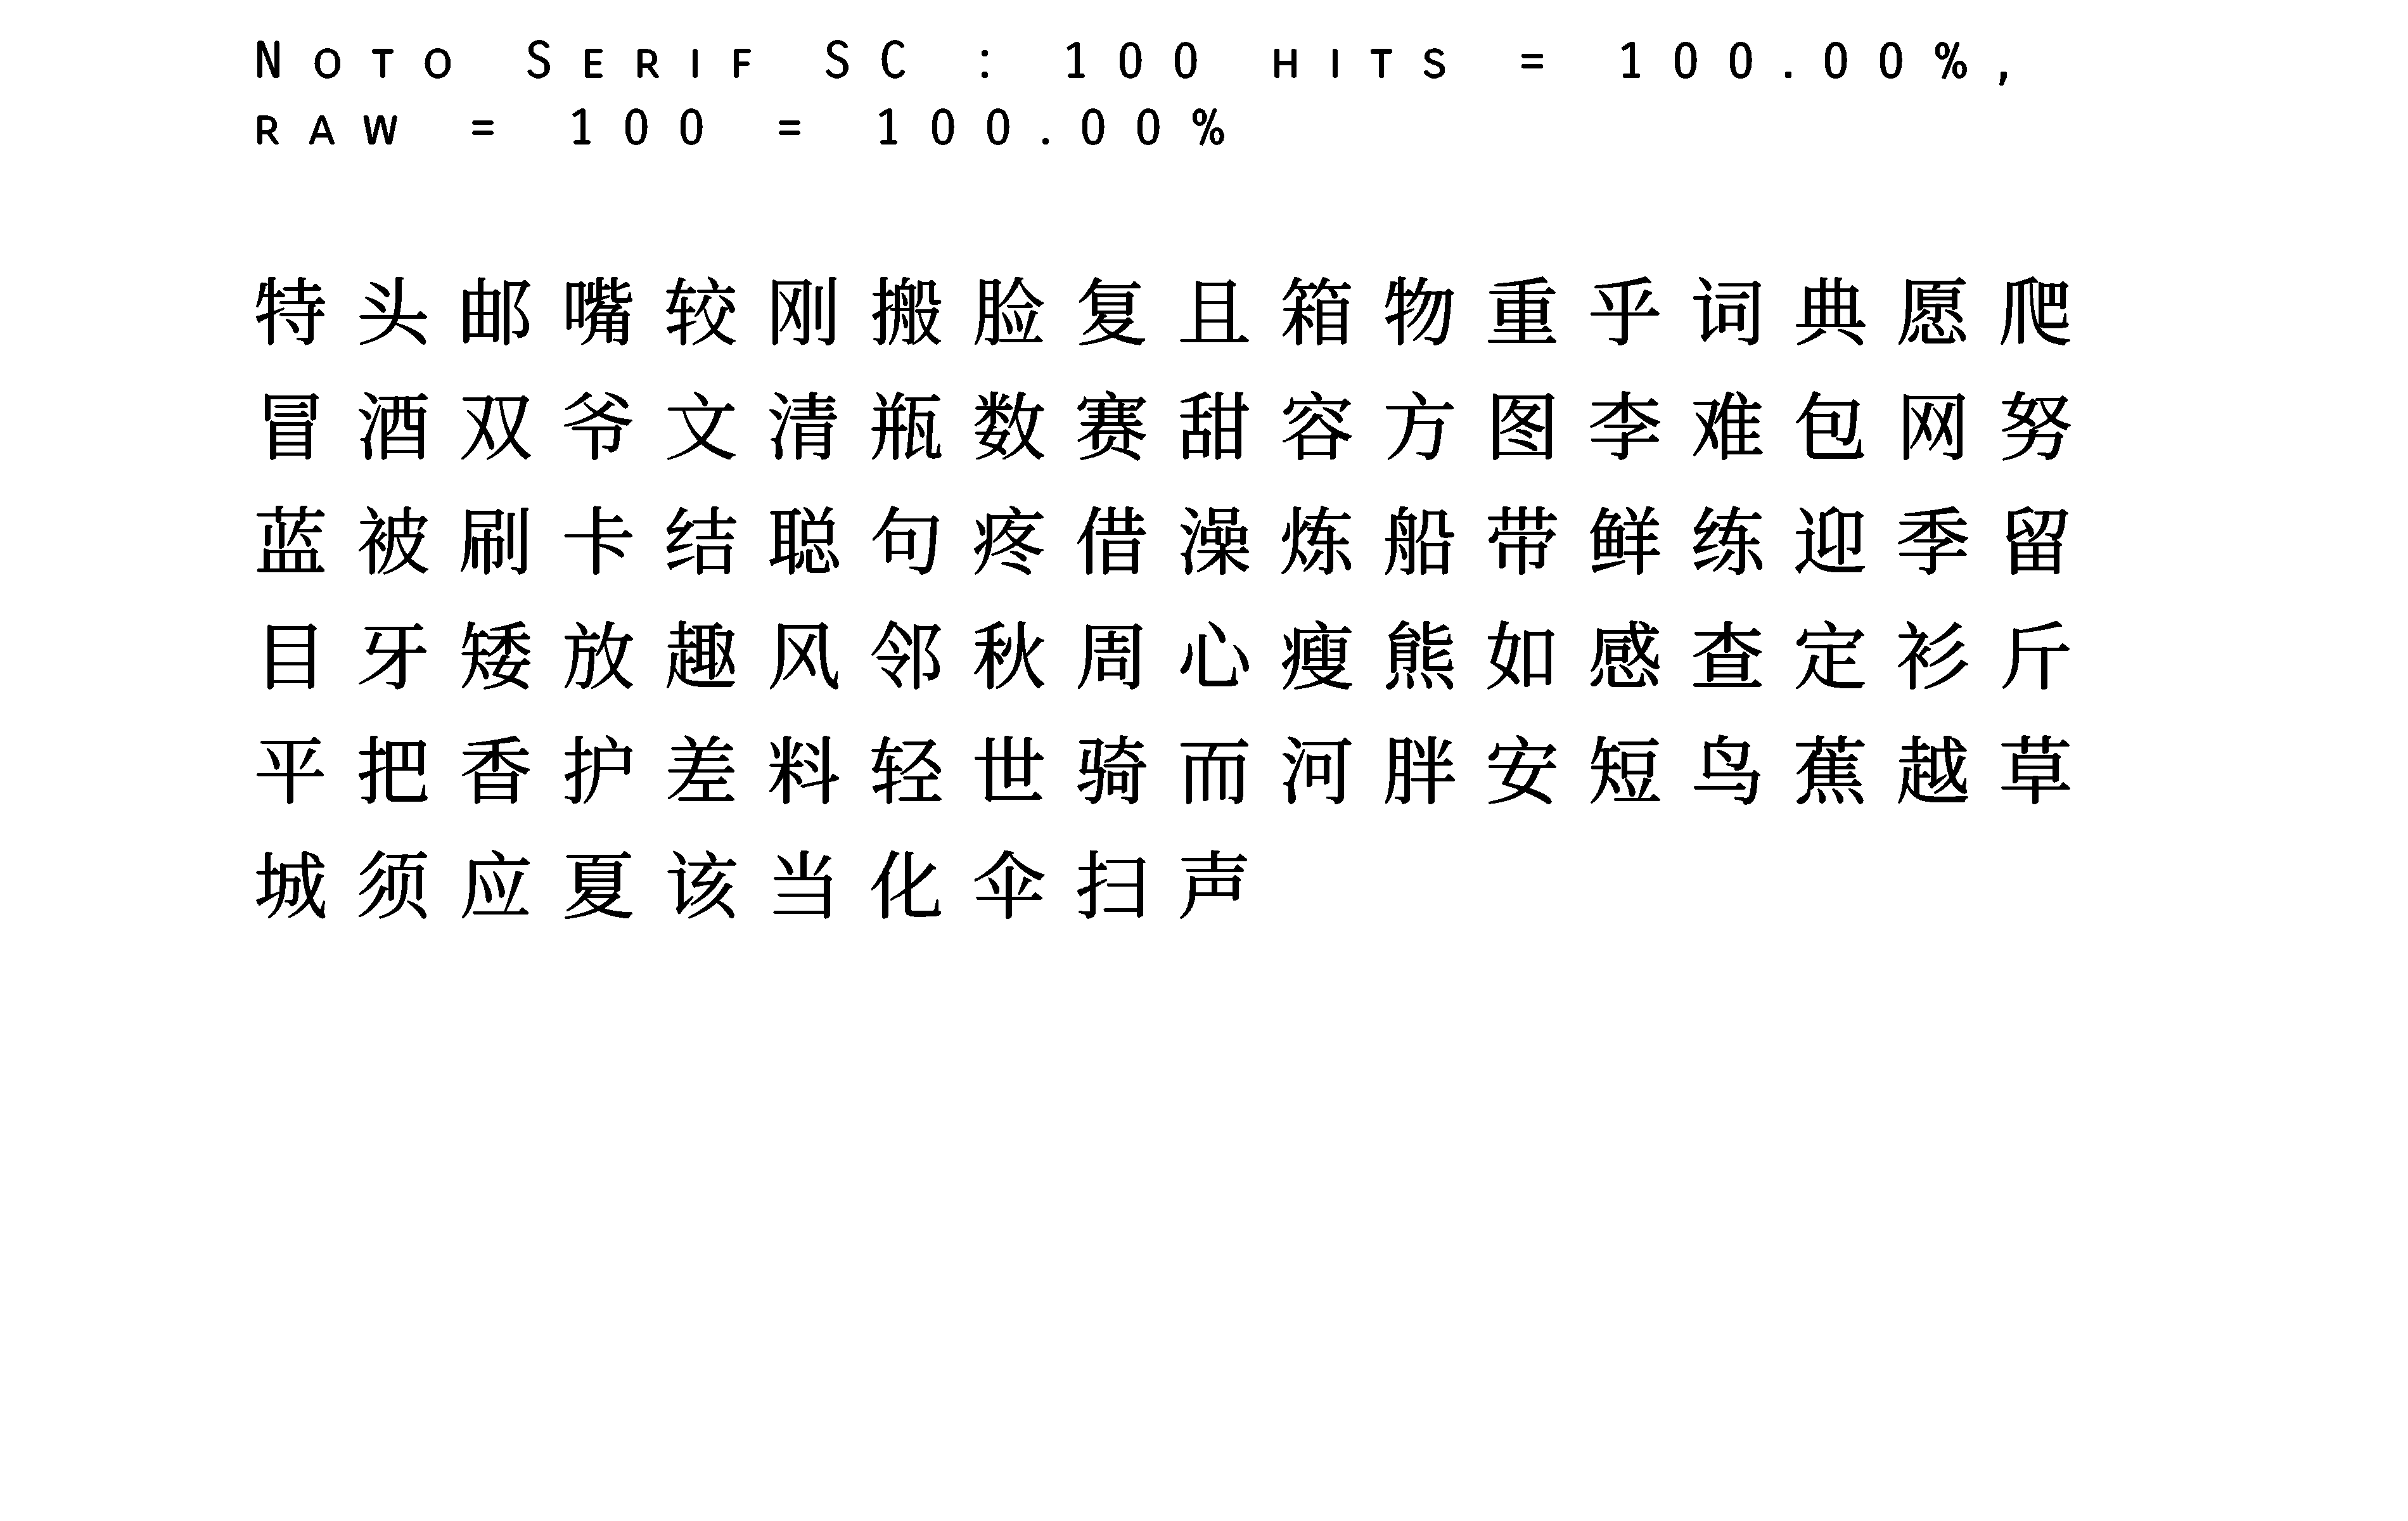 Noto Serif SC : 100 hits = 100.00%,
raw = 100 = 100.00%
特头邮嘴较刚搬脸复且箱物重乎词典愿爬
冒酒双爷文清瓶数赛甜容方图李难包网努
蓝被刷卡结聪句疼借澡炼船带鲜练迎季留
目牙矮放趣风邻秋周心瘦熊如感查定衫斤
平把香护差料轻世骑而河胖安短鸟蕉越草
城须应夏该当化伞扫声